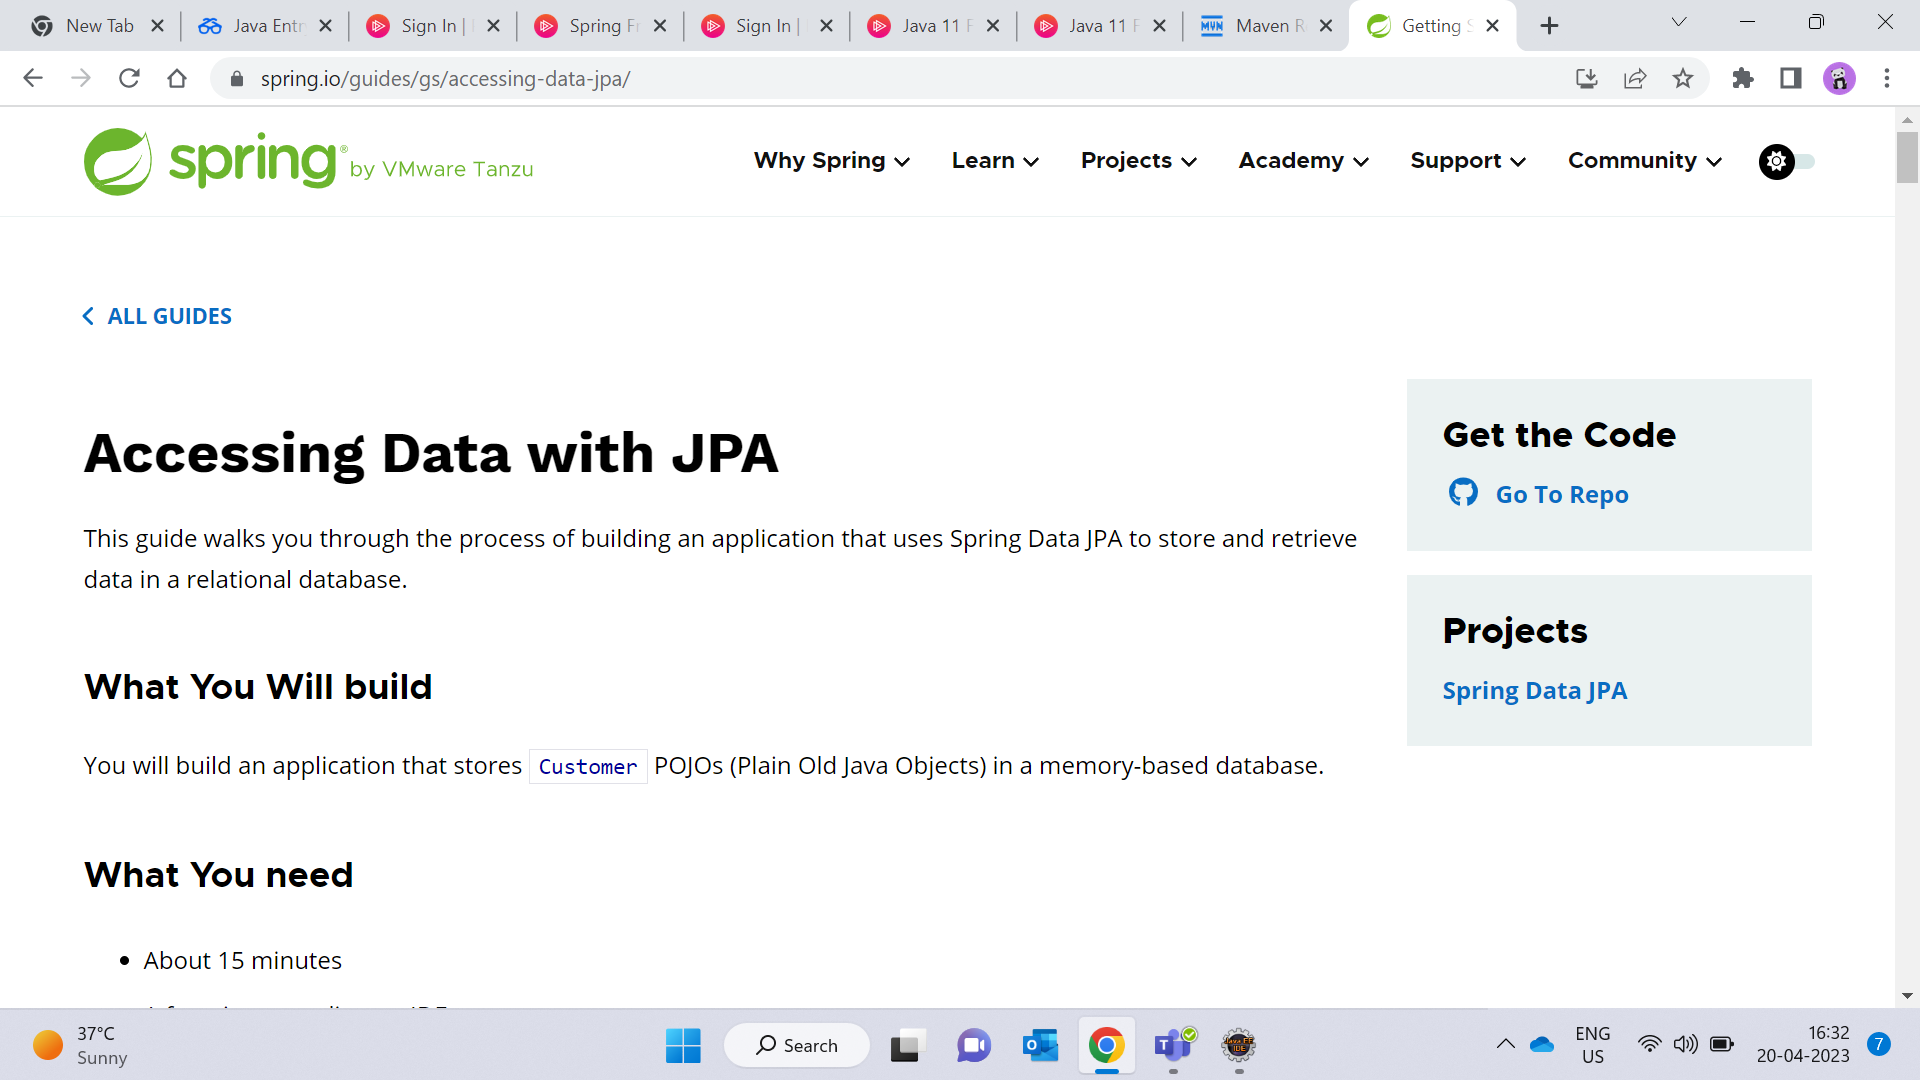 New Tab
Java Entr
Sign In |
Spring Fr
Sign In |
Java 11 F
Java 11 F
MVN Maven R
Getting S
spring.io/guides/gs/accessing-data-jpa/
spring® by VMware Tanzu
Why Spring
Learn
Projects
Academy
Support
Community
ALL GUIDES
Accessing Data with JPA
This guide walks you through the process of building an application that uses Spring Data JPA to store and retrieve
data in a relational database.
What You Will build
You will build an application that stores Customer POJOs (Plain Old Java Objects) in a memory-based database.
What You need
• About 15 minutes
Get the Code
Go To Repo
Projects
Spring Data JPA
37°C
Sunny
Search
Java EE
IDE
ENG
US
16:32
20-04-2023
7